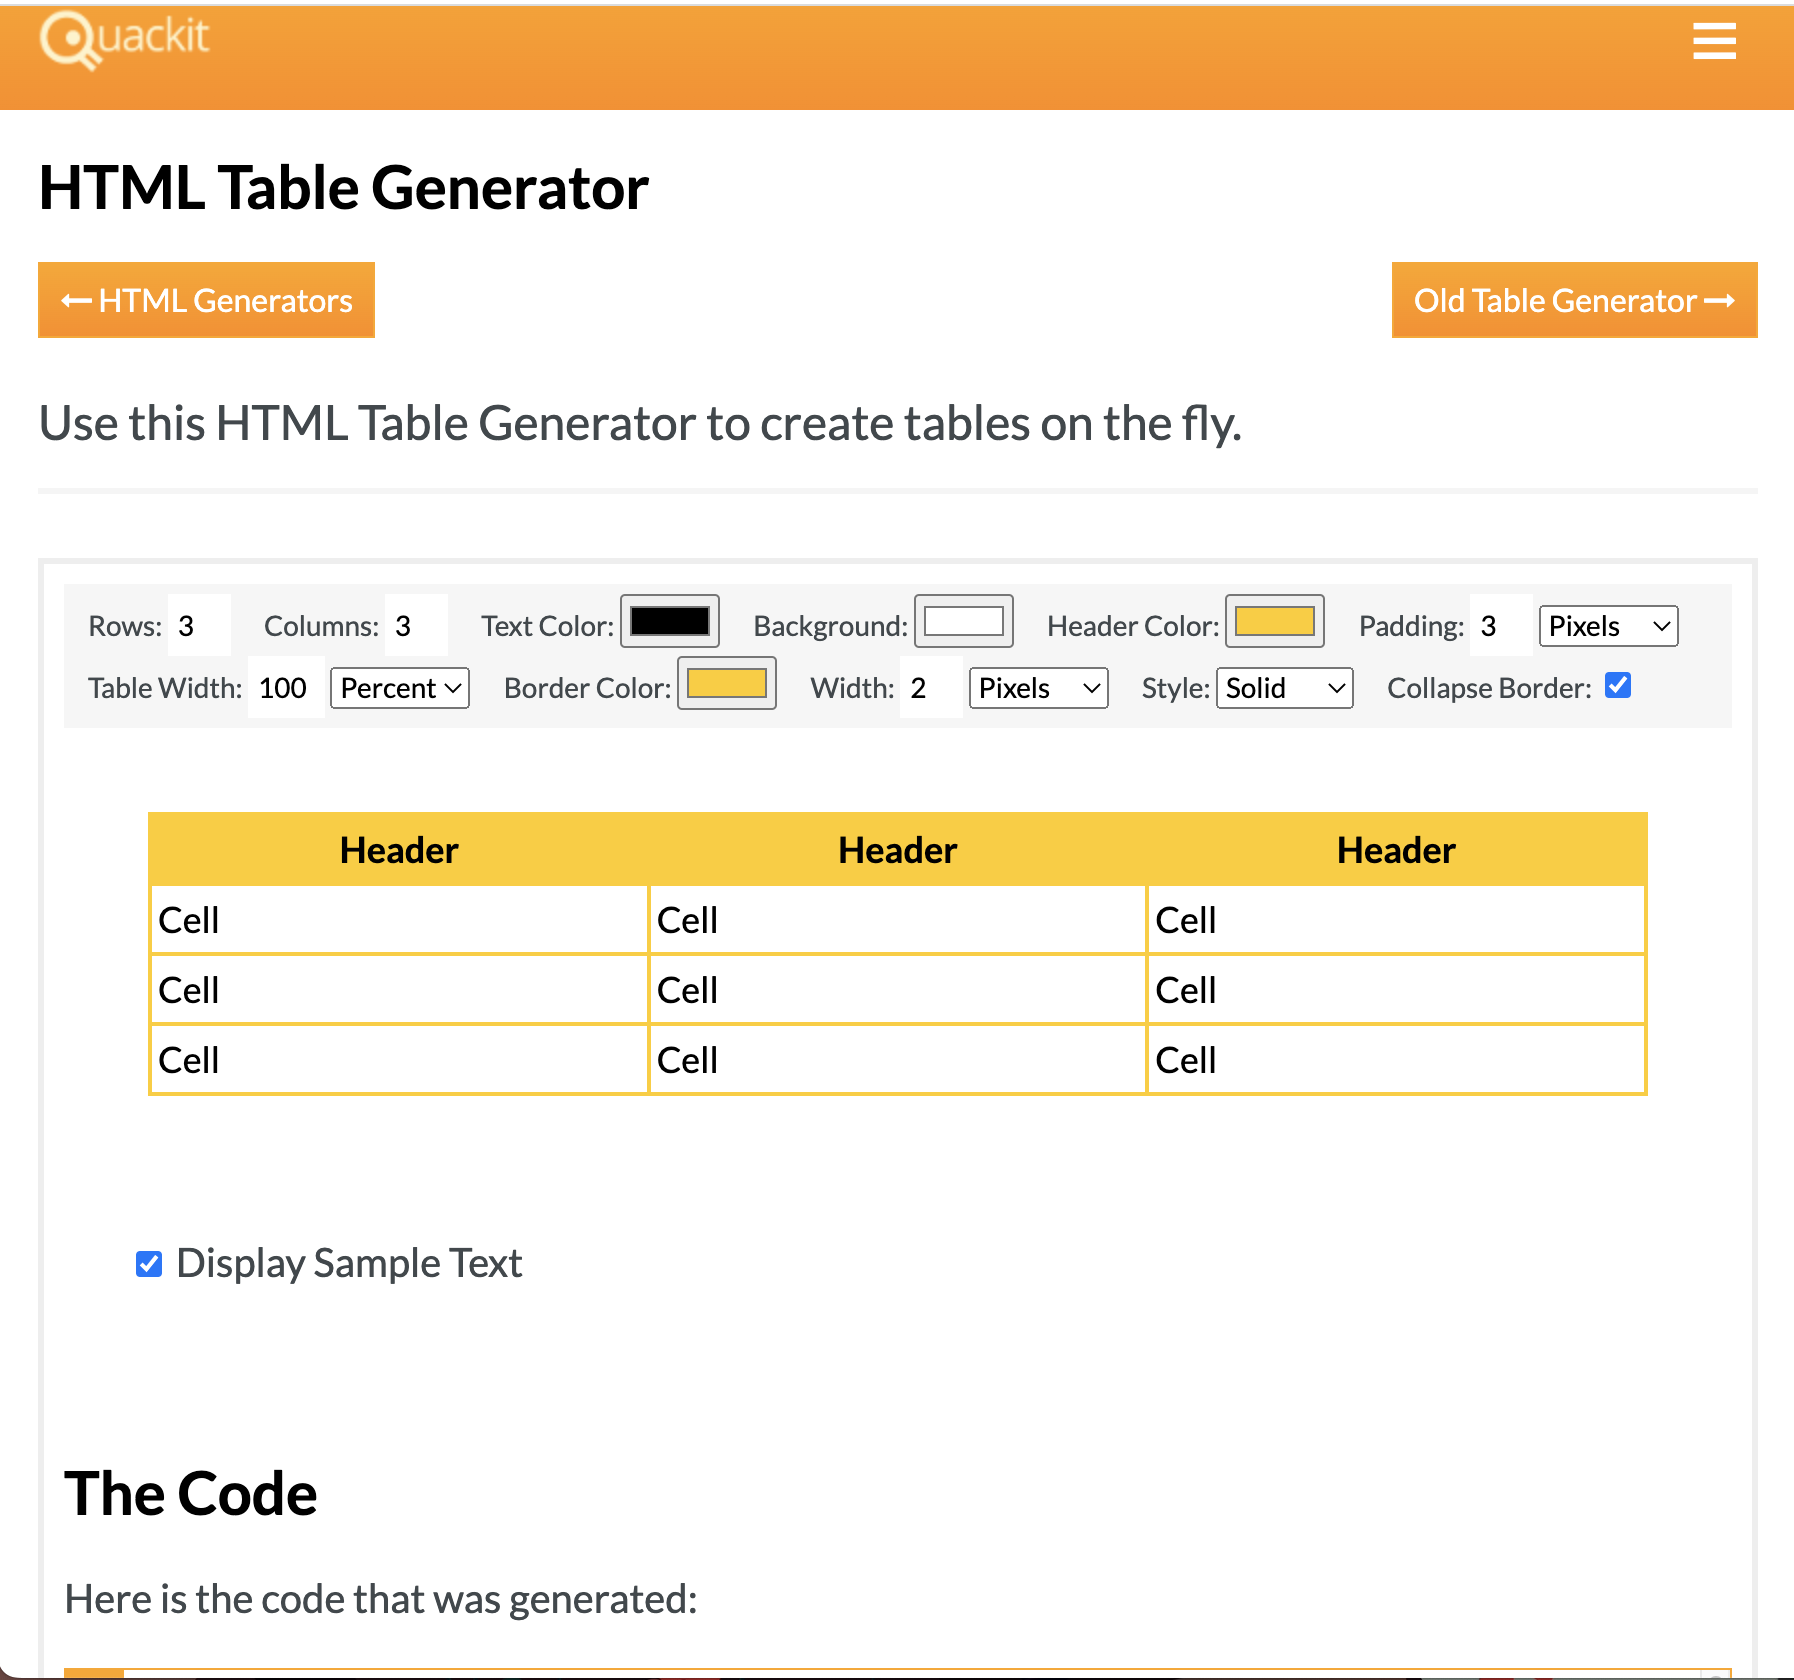 Quackit
HTML Table Generator
← HTML Generators
Old Table Generator →
Use this HTML Table Generator to create tables on the fly.
Rows: 3 Columns: 3 Text Color: Background: Header Color: Padding: 3 Pixels
Table Width: 100 Percent Border Color: Width: 2 Pixels Style: Solid Collapse Border:
Header Header Header
Cell Cell Cell
Cell Cell Cell
Cell Cell Cell
Display Sample Text
The Code
Here is the code that was generated: